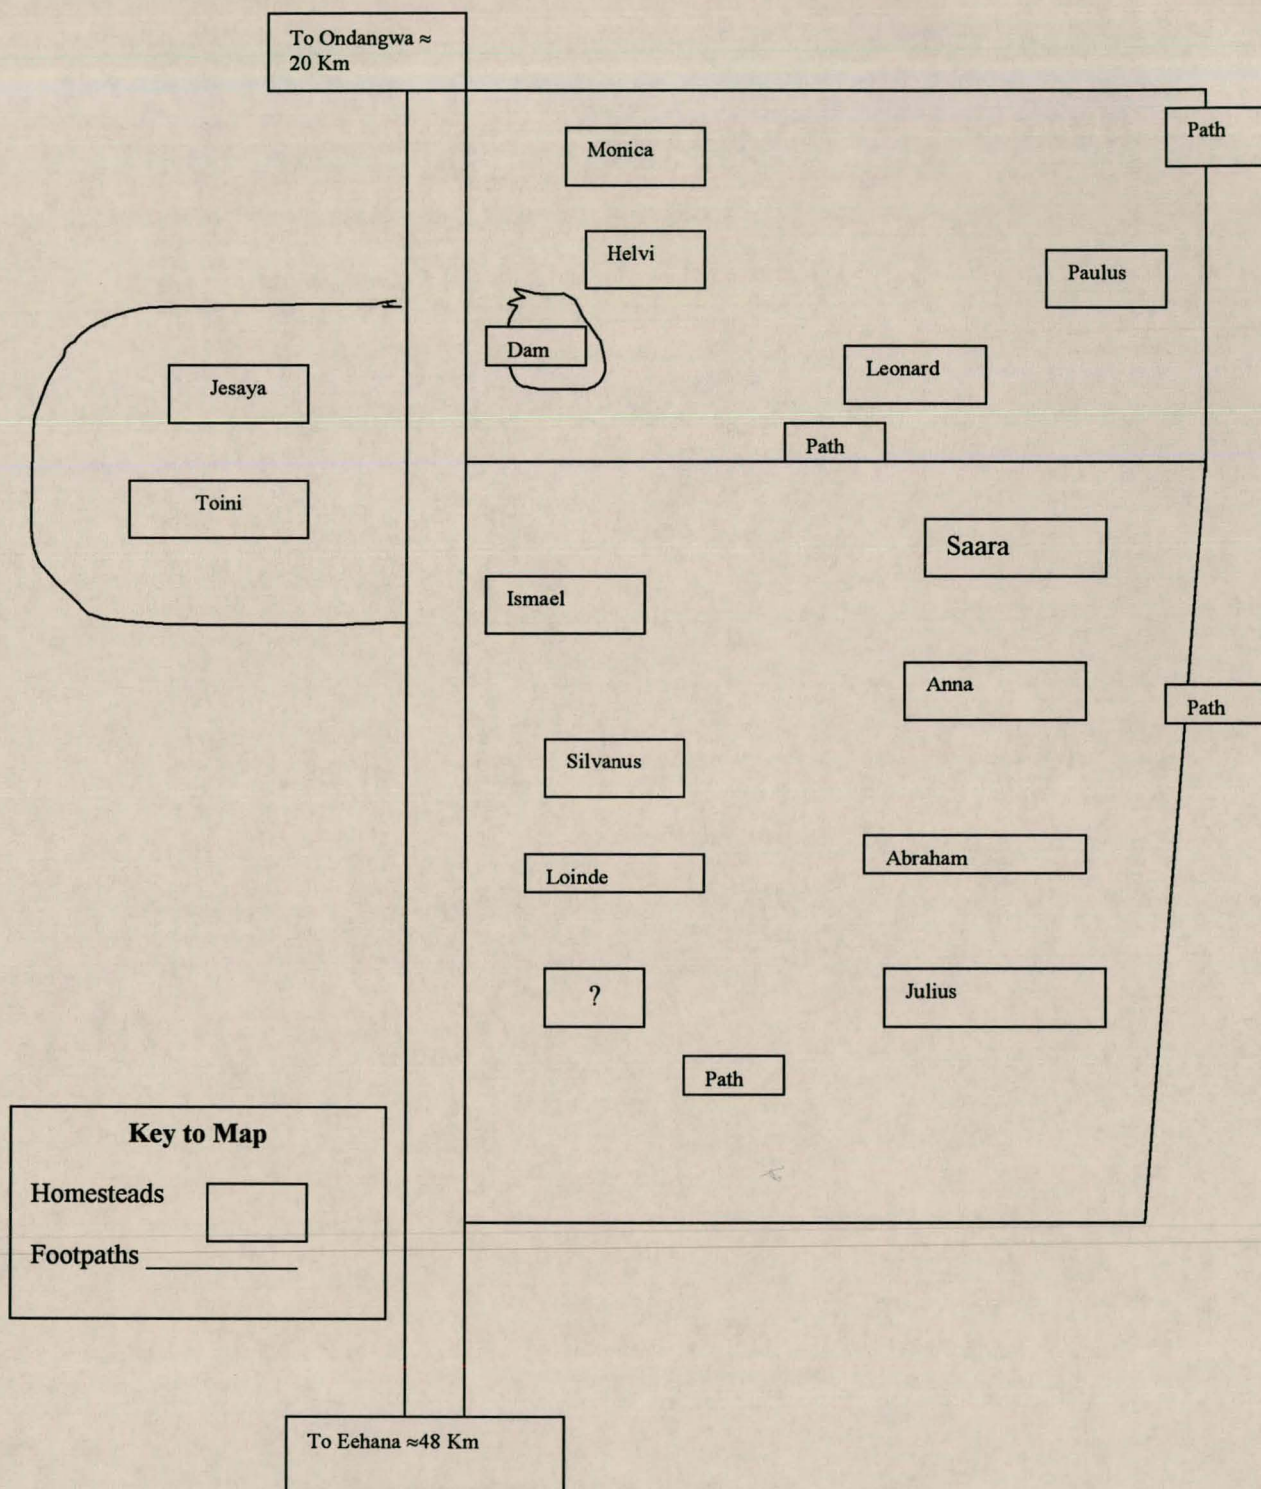 To Ondangwa ≈
20 Km
Path
Monica
Helvi
Paulus
Dam
Leonard
Jesaya
Path
Toini
Saara
Ismael
Anna
Path
Silvanus
Abraham
Loinde
?
Julius
Path
Key to Map
Homesteads
Footpaths
To Eehana ≈48 Km